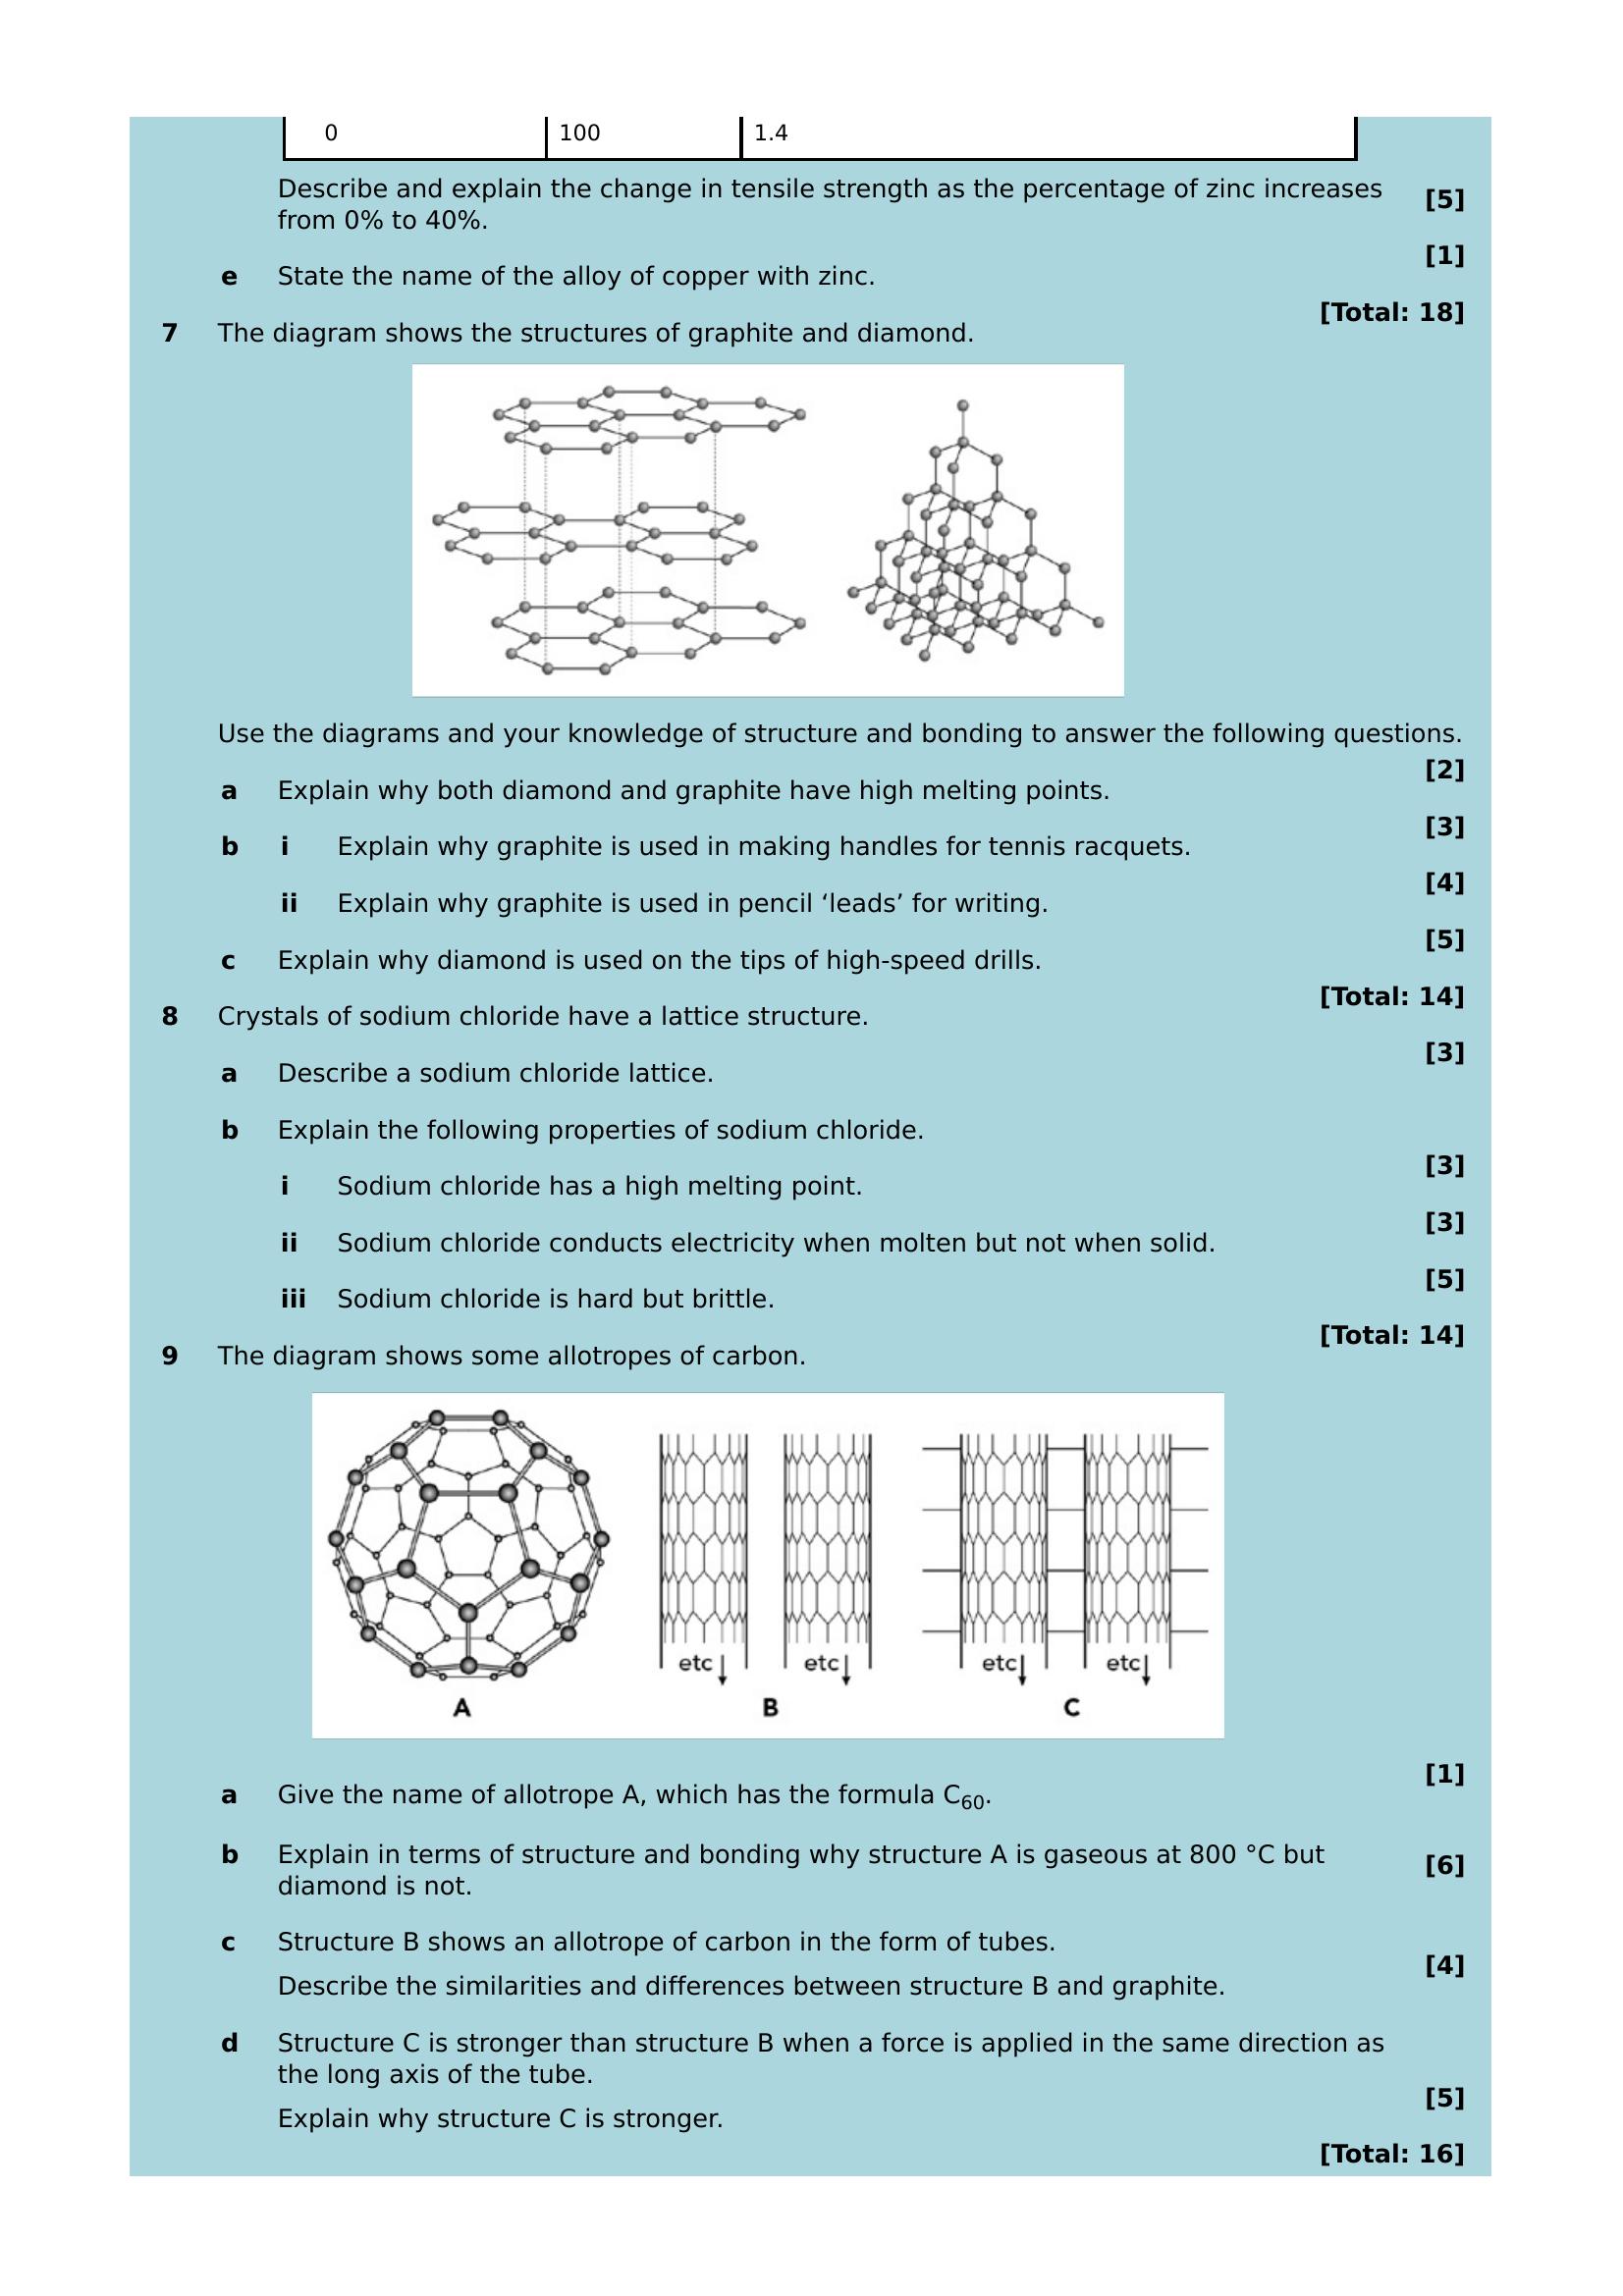 0 100 1.4
Describe and explain the change in tensile strength as the percentage of zinc increases [5]
from 0% to 40%.
[1]
e State the name of the alloy of copper with zinc.
[Total: 18]
7 The diagram shows the structures of graphite and diamond.
Use the diagrams and your knowledge of structure and bonding to answer the following questions.
[2]
a Explain why both diamond and graphite have high melting points.
[3]
b i Explain why graphite is used in making handles for tennis racquets.
[4]
ii Explain why graphite is used in pencil ‘leads’ for writing.
[5]
c Explain why diamond is used on the tips of high-speed drills.
[Total: 14]
8 Crystals of sodium chloride have a lattice structure.
[3]
a Describe a sodium chloride lattice.
b Explain the following properties of sodium chloride.
[3]
i Sodium chloride has a high melting point.
[3]
ii Sodium chloride conducts electricity when molten but not when solid.
[5]
iii Sodium chloride is hard but brittle.
[Total: 14]
9 The diagram shows some allotropes of carbon.
etc etc etc etc
A B C
[1]
a Give the name of allotrope A, which has the formula C60.
b Explain in terms of structure and bonding why structure A is gaseous at 800 °C but [6]
diamond is not.
c Structure B shows an allotrope of carbon in the form of tubes.
[4]
Describe the similarities and differences between structure B and graphite.
d Structure C is stronger than structure B when a force is applied in the same direction as
the long axis of the tube.
[5]
Explain why structure C is stronger.
[Total: 16]